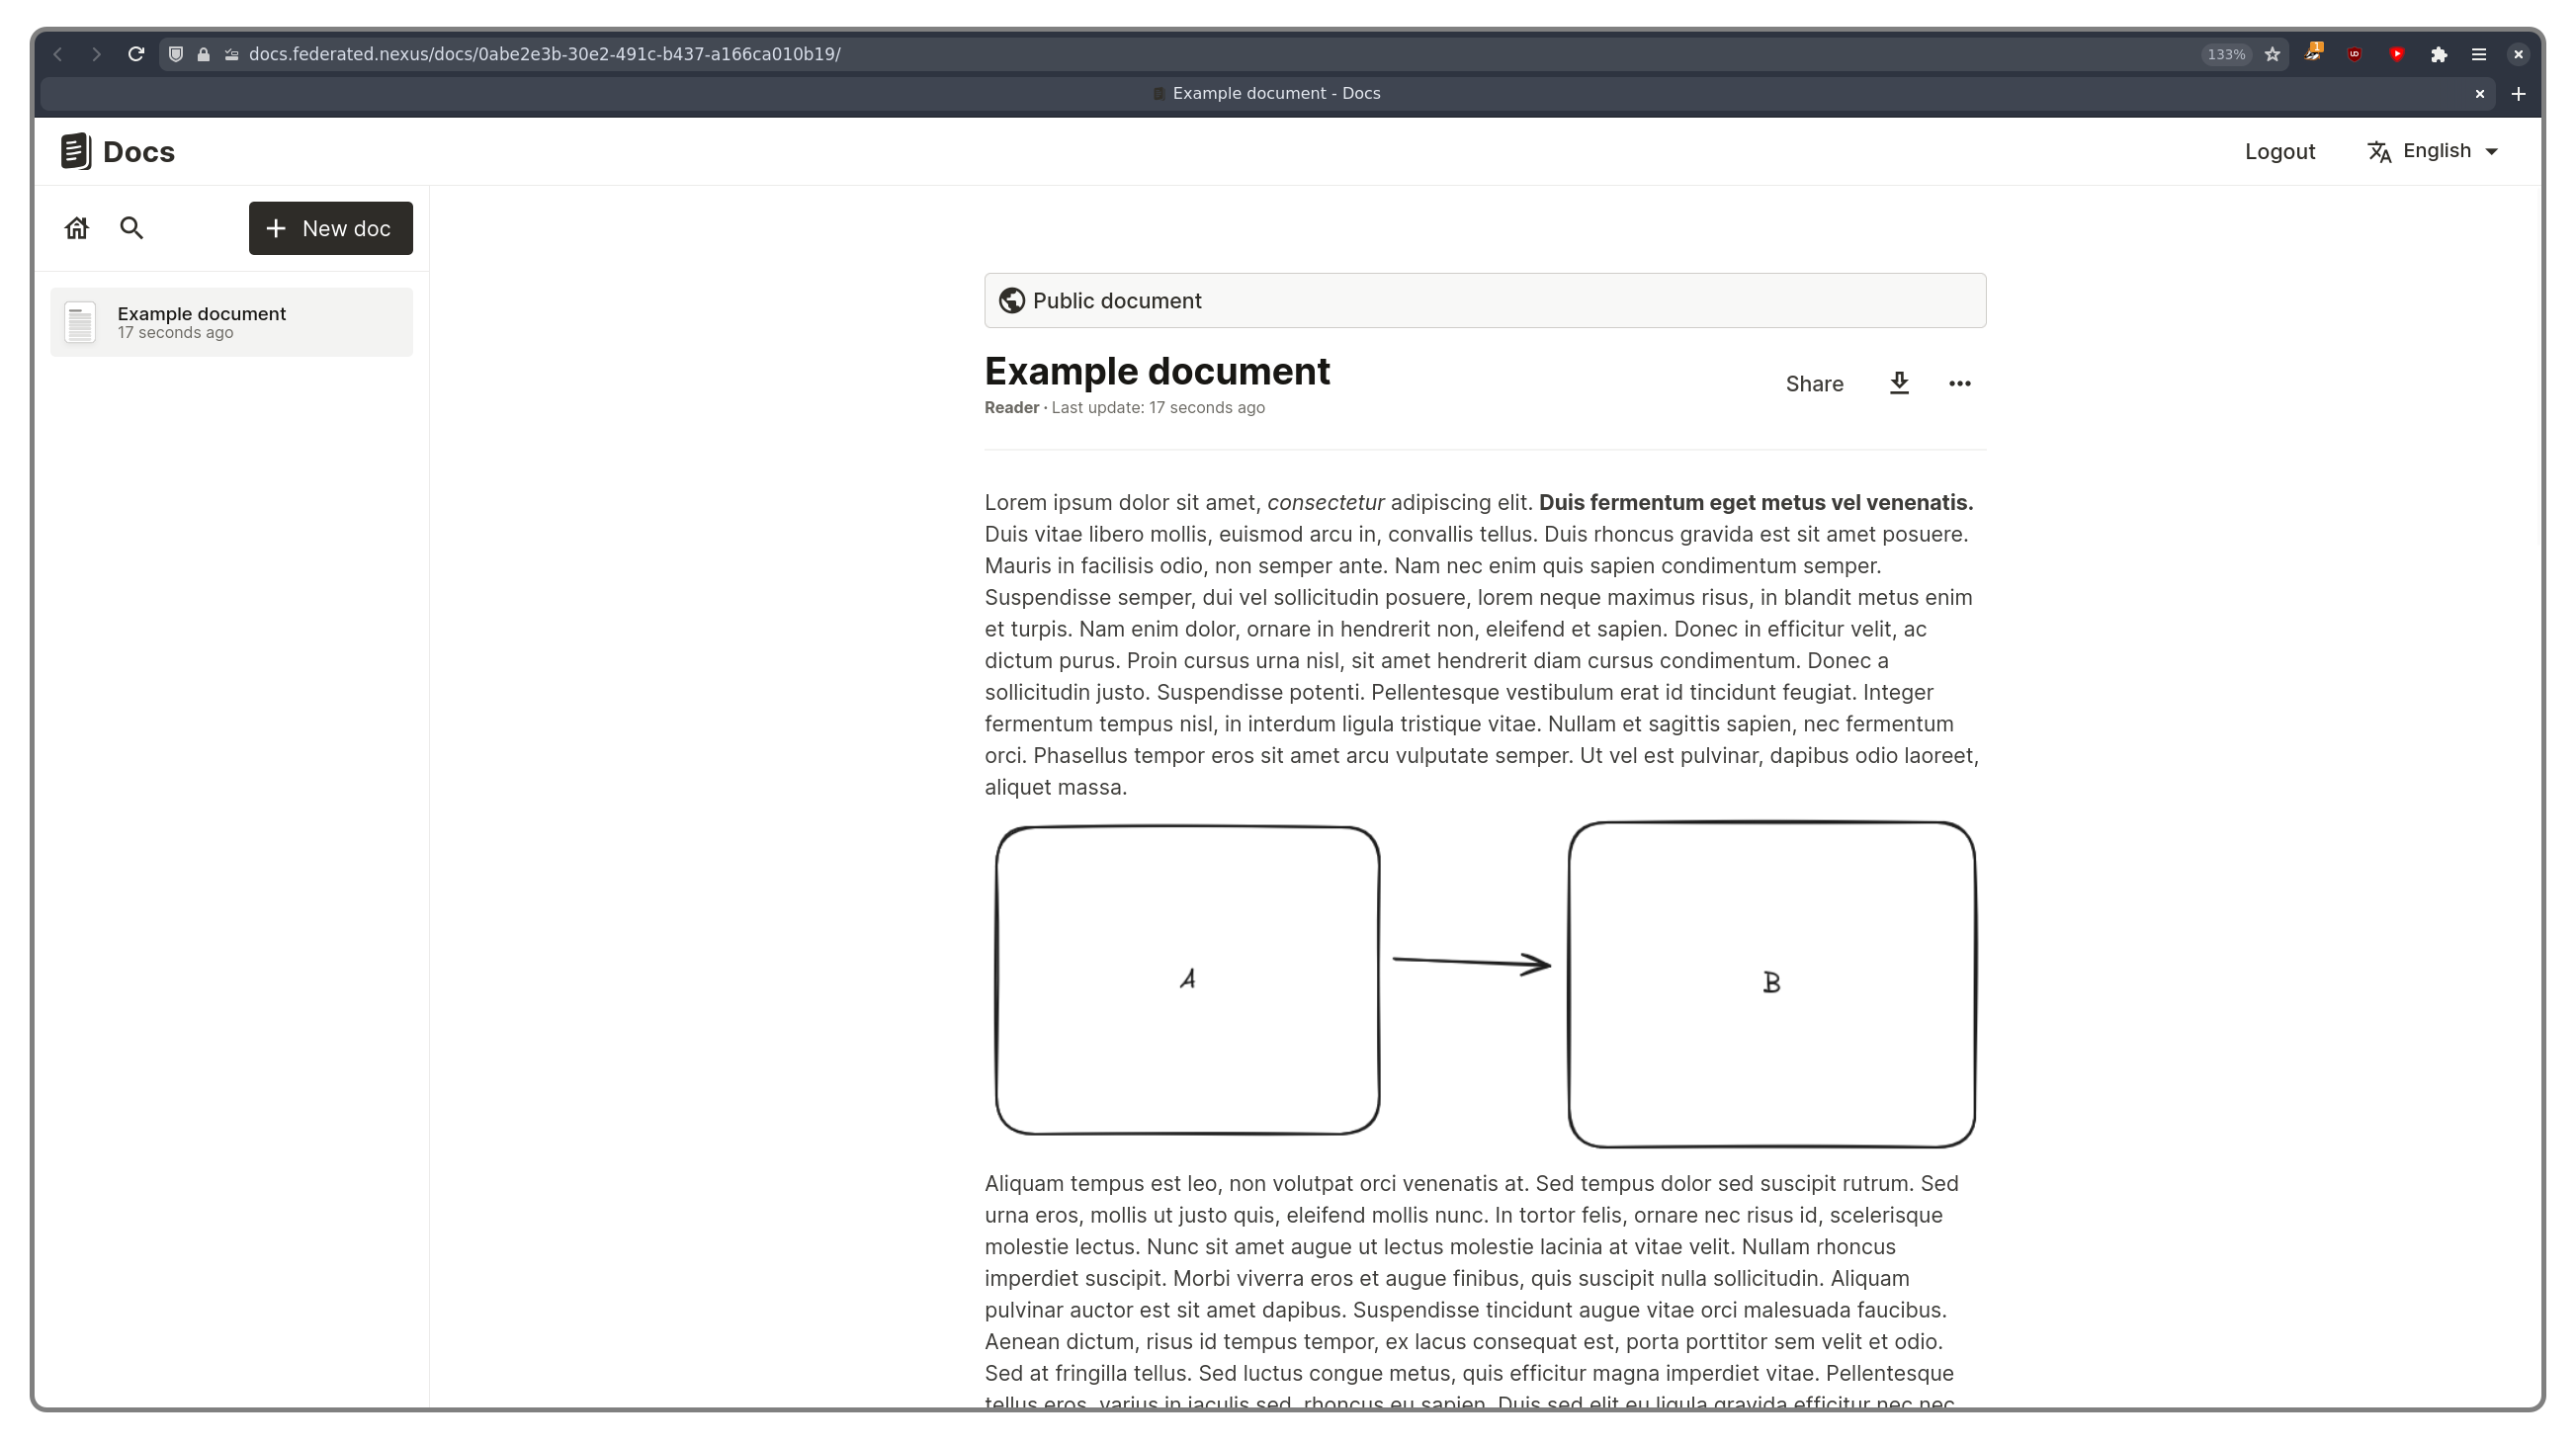 docs.federated.nexus/docs/0abe2e3b-30e2-491c-b437-a166ca010b19/
133%
1
Example document - Docs
Docs
Logout
English
New doc
Example document
17 seconds ago
Public document
Example document
Share
Reader · Last update: 17 seconds ago
Lorem ipsum dolor sit amet, consectetur adipiscing elit. Duis fermentum eget metus vel venenatis.
Duis vitae libero mollis, euismod arcu in, convallis tellus. Duis rhoncus gravida est sit amet posuere.
Mauris in facilisis odio, non semper ante. Nam nec enim quis sapien condimentum semper.
Suspendisse semper, dui vel sollicitudin posuere, lorem neque maximus risus, in blandit metus enim
et turpis. Nam enim dolor, ornare in hendrerit non, eleifend et sapien. Donec in efficitur velit, ac
dictum purus. Proin cursus urna nisl, sit amet hendrerit diam cursus condimentum. Donec a
sollicitudin justo. Suspendisse potenti. Pellentesque vestibulum erat id tincidunt feugiat. Integer
fermentum tempus nisl, in interdum ligula tristique vitae. Nullam et sagittis sapien, nec fermentum
orci. Phasellus tempor eros sit amet arcu vulputate semper. Ut vel est pulvinar, dapibus odio laoreet,
aliquet massa.
A
B
Aliquam tempus est leo, non volutpat orci venenatis at. Sed tempus dolor sed suscipit rutrum. Sed
urna eros, mollis ut justo quis, eleifend mollis nunc. In tortor felis, ornare nec risus id, scelerisque
molestie lectus. Nunc sit amet augue ut lectus molestie lacinia at vitae velit. Nullam rhoncus
imperdiet suscipit. Morbi viverra eros et augue finibus, quis suscipit nulla sollicitudin. Aliquam
pulvinar auctor est sit amet dapibus. Suspendisse tincidunt augue vitae orci malesuada faucibus.
Aenean dictum, risus id tempus tempor, ex lacus consequat est, porta porttitor sem velit et odio.
Sed at fringilla tellus. Sed luctus congue metus, quis efficitur magna imperdiet vitae. Pellentesque
tellus eros, varius in iaculis sed, rhoncus eu sapien. Duis sed elit eu ligula gravida efficitur nec nec